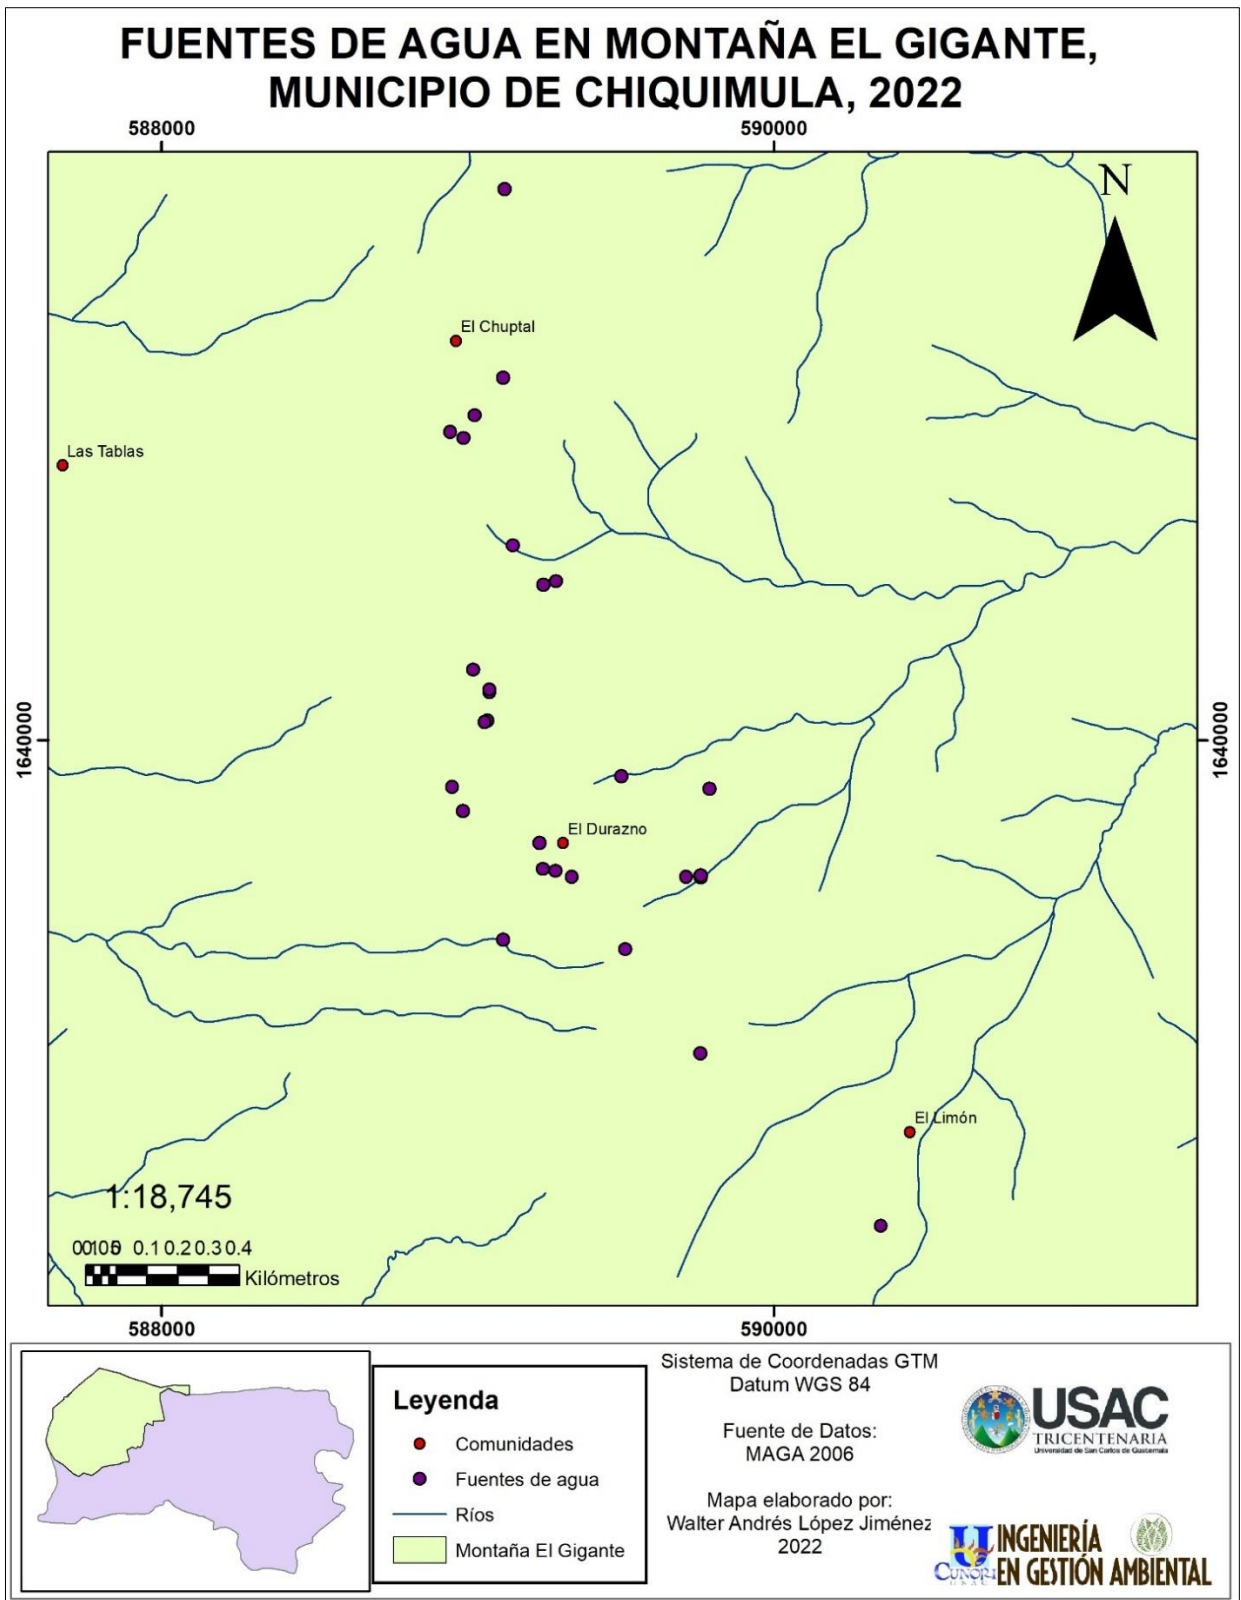 FUENTES DE AGUA EN MONTAÑA EL GIGANTE,
MUNICIPIO DE CHIQUIMULA, 2022
588000
590000
N
El Chuptal
Las Tablas
1640000
1640000
El Durazno
El Limón
1:18,745
0.1 0.2 0.3 0.4
Kilómetros
588000
590000
Leyenda
Comunidades
Fuentes de agua
Ríos
Montaña El Gigante
Sistema de Coordenadas GTM
Datum WGS 84
Fuente de Datos:
MAGA 2006
Mapa elaborado por:
Walter Andrés López Jiménez
2022
USAC
TRICENTENARIA
Universidad de San Carlos de Guatemala
U
CUNORI
USAC
INGENIERÍA
EN GESTIÓN AMBIENTAL